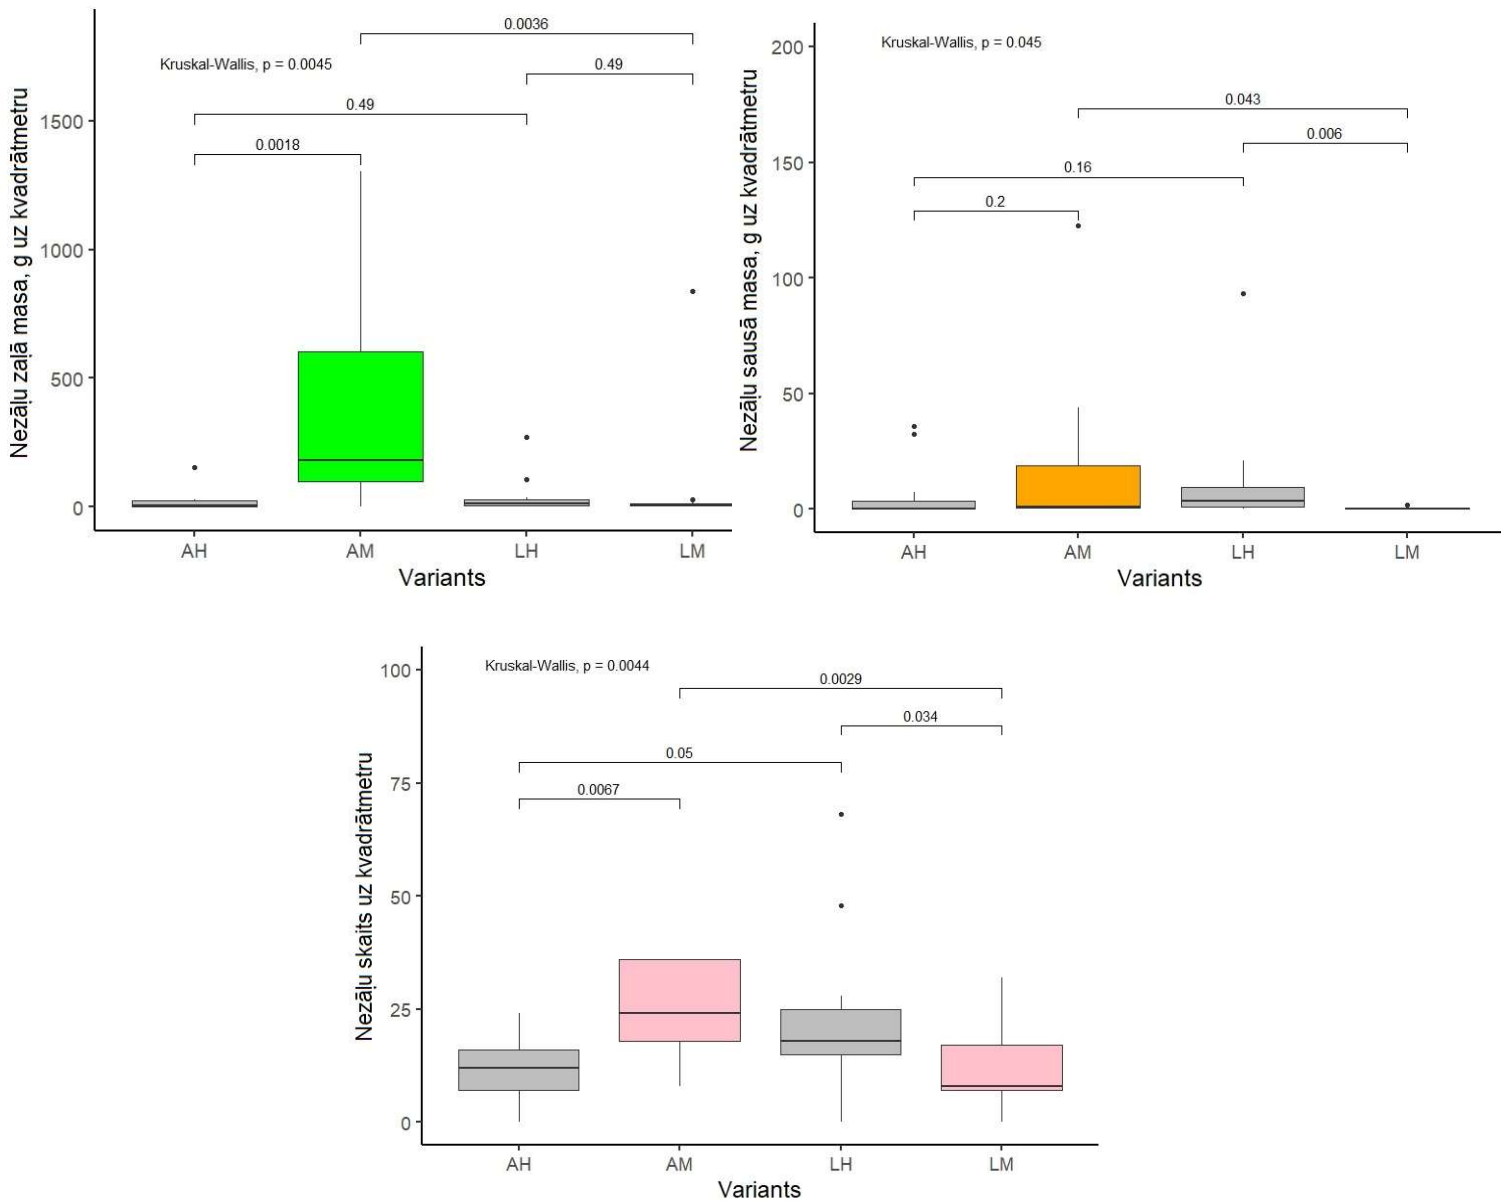 0.0036
Kruskal-Wallis, p = 0.0045
0.49
0.49
0.0018
Nezāļu zaļā masa, g uz kvadrātmetru
1500
1000
500
0
AH AM LH LM
Variants
Kruskal-Wallis, p = 0.045
0.043
0.006
0.16
0.2
Nezāļu sausā masa, g uz kvadrātmetru
200
150
100
50
0
AH AM LH LM
Variants
Kruskal-Wallis, p = 0.0044
0.0029
0.034
0.05
0.0067
Nezāļu skaits uz kvadrātmetru
100
75
50
25
0
AH AM LH LM
Variants